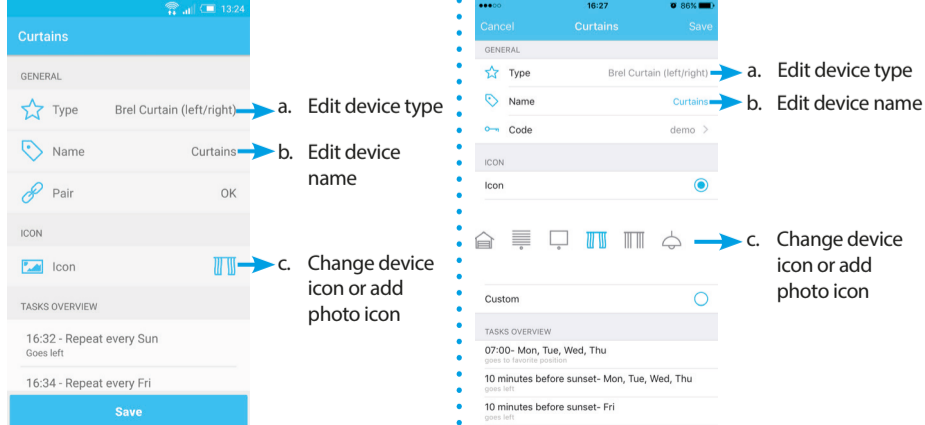 13:24
Curtains
GENERAL
Type Brel Curtain (left/right)
Name Curtains
Pair OK
ICON
Icon
TASKS OVERVIEW
16:32 - Repeat every Sun
Goes left
16:34 - Repeat every Fri
Save
a. Edit device type
b. Edit device
name
c. Change device
icon or add
photo icon
16:27 86%
Cancel Curtains Save
GENERAL
Type Brel Curtain (left/right)
Name Curtains
Code demo >
ICON
Icon
Custom
TASKS OVERVIEW
07:00- Mon, Tue, Wed, Thu
goes to favorite position
10 minutes before sunset- Mon, Tue, Wed, Thu
goes left
10 minutes before sunset- Fri
goes left
a. Edit device type
b. Edit device name
c. Change device
icon or add
photo icon